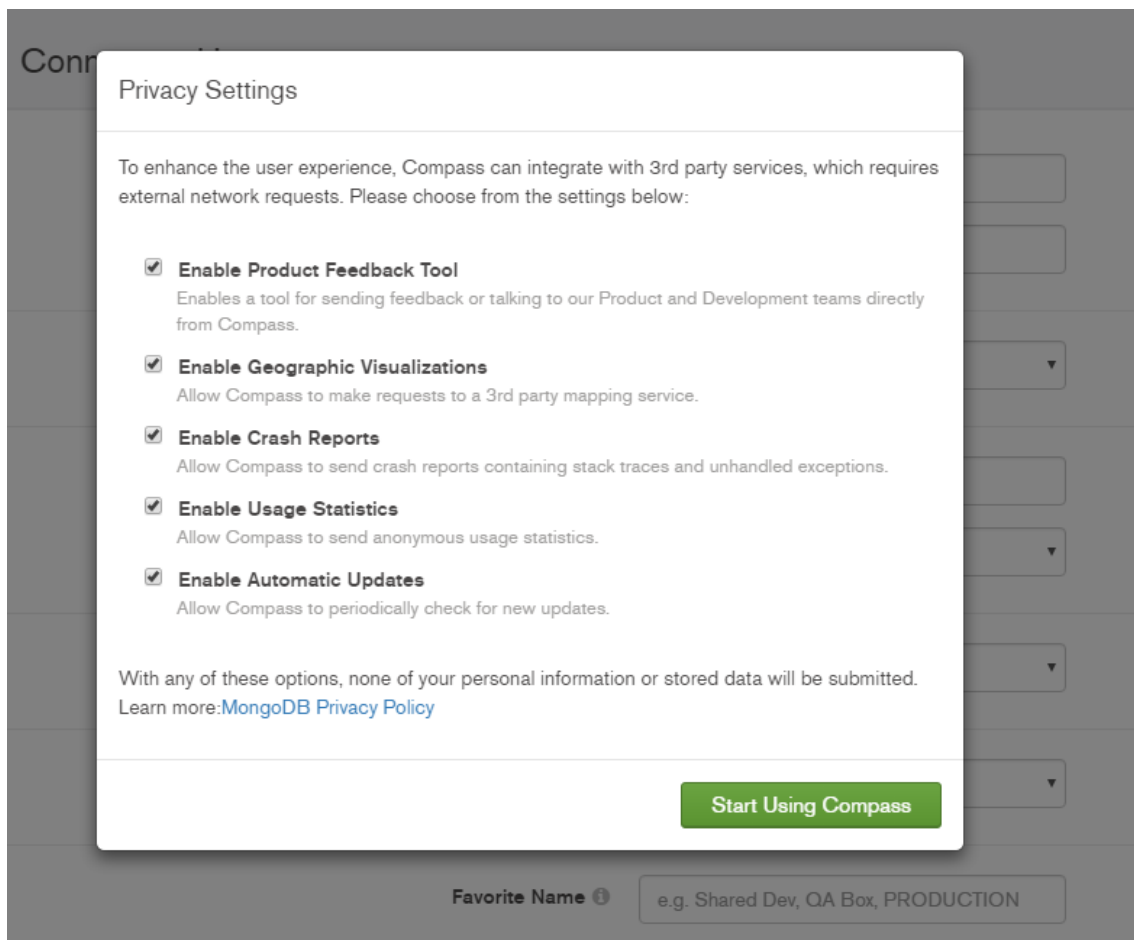 Conn
Privacy Settings
To enhance the user experience, Compass can integrate with 3rd party services, which requires
external network requests. Please choose from the settings below:
Enable Product Feedback Tool
Enables a tool for sending feedback or talking to our Product and Development teams directly
from Compass.
Enable Geographic Visualizations
Allow Compass to make requests to a 3rd party mapping service.
Enable Crash Reports
Allow Compass to send crash reports containing stack traces and unhandled exceptions.
Enable Usage Statistics
Allow Compass to send anonymous usage statistics.
Enable Automatic Updates
Allow Compass to periodically check for new updates.
With any of these options, none of your personal information or stored data will be submitted.
Learn more:MongoDB Privacy Policy
Start Using Compass
Favorite Name e.g. Shared Dev, QA Box, PRODUCTION